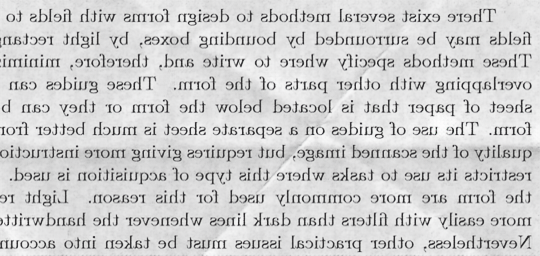 There exist several methods to design forms with fields to
fields may be surrounded by bounding boxes, by light rectang
These methods specify where to write and, therefore, minimi
overlapping with other parts of the form. These guides can
sheet of paper that is located below the form or they can b
form. The use of guides on a separate sheet is much better fro
quality of the scanned image, but requires giving more instructio
restricts its use to tasks where this type of acquisition is used.
the form are more commonly used for this reason. Light re
more easily with filters than dark lines whenever the handwritte
Nevertheless, other practical issues must be taken into accoun